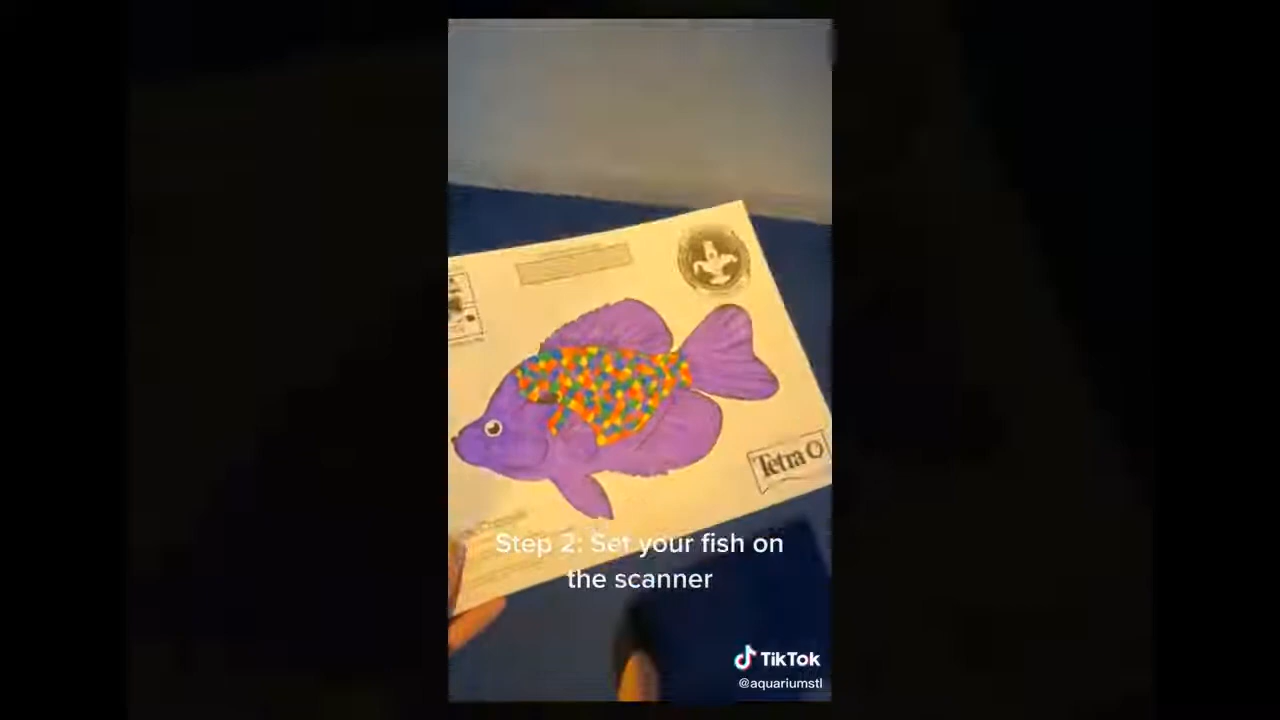 Tetra
Step 2: Set your fish on
the scanner
TikTok
@aquariumstl